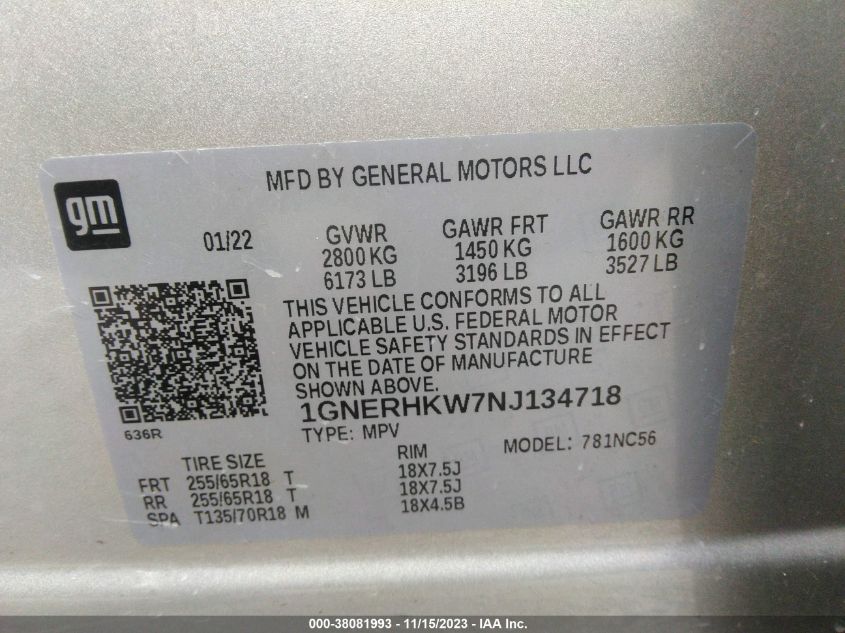 MFD BY GENERAL MOTORS LLC
gm
01/22
GVWR
2800 KG
6173 LB
GAWR FRT
1450 KG
3196 LB
GAWR RR
1600 KG
3527 LB
THIS VEHICLE CONFORMS TO ALL
APPLICABLE U.S. FEDERAL MOTOR
VEHICLE SAFETY STANDARDS IN EFFECT
ON THE DATE OF MANUFACTURE
SHOWN ABOVE.
1GNERHKW7NJ134718
636R
TYPE: MPV
MODEL: 781NC56
TIRE SIZE RIM
FRT 255/65R18 T 18X7.5J
RR 255/65R18 T 18X7.5J
SPA T135/70R18 M 18X4.5B
000-38081993 - 11/15/2023 - IAA Inc.